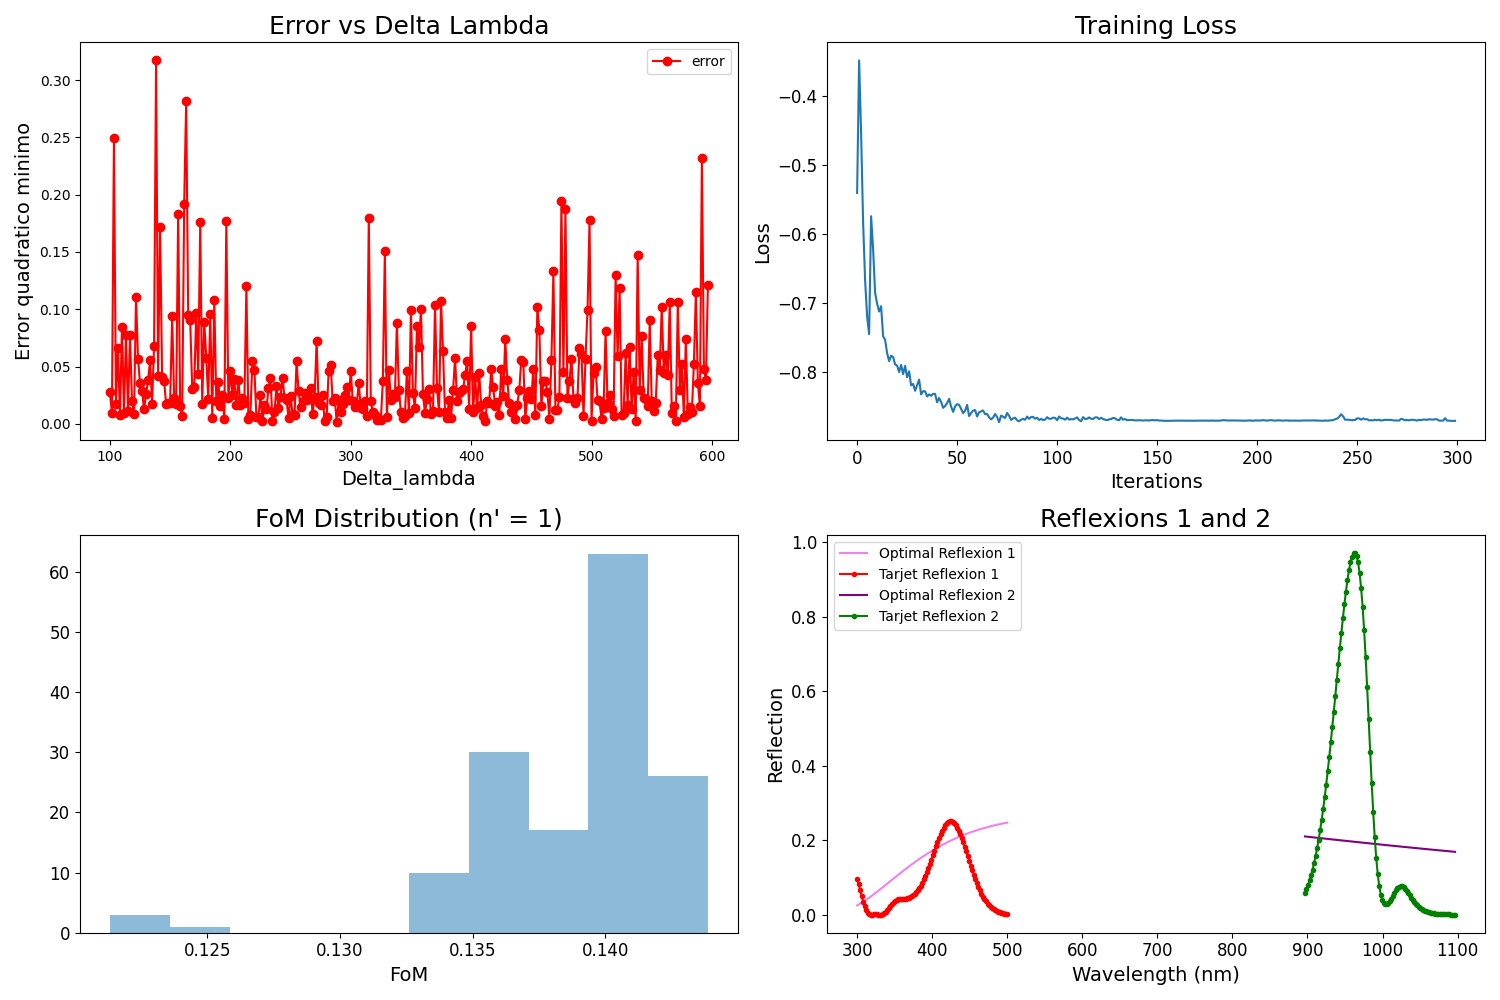 Error vs Delta Lambda
error
Error quadratico minimo
0.30
0.25
0.20
0.15
0.10
0.05
0.00
100 200 300 400 500 600
Delta_lambda
Training Loss
Loss
−0.4
−0.5
−0.6
−0.7
−0.8
0 50 100 150 200 250 300
Iterations
FoM Distribution (n' = 1)
60
50
40
30
20
10
0
0.125 0.130 0.135 0.140
FoM
Reflexions 1 and 2
Optimal Reflexion 1
Tarjet Reflexion 1
Optimal Reflexion 2
Tarjet Reflexion 2
Reflection
1.0
0.8
0.6
0.4
0.2
0.0
300 400 500 600 700 800 900 1000 1100
Wavelength (nm)